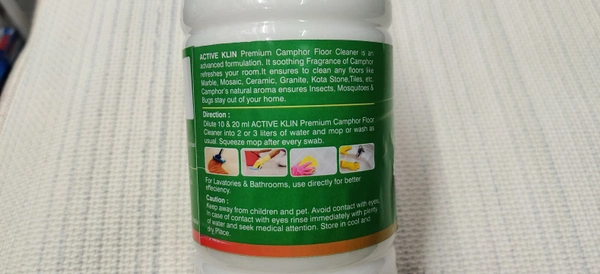 ACTIVE KLIN Premium Camphor Floor Cleaner is an
advanced formulation. It soothing Fragrance of Camphor
refreshes your room.It ensures to clean any floors like
Marble, Mosaic, Ceramic, Granite, Kota Stone,Tiles, etc.
Camphor's natural aroma ensures Insects, Mosquitoes &
Bugs stay out of your home.
Direction :
Dilute 10 & 20 ml ACTIVE KLIN Premium Camphor Floor
Cleaner into 2 or 3 liters of water and mop or wash as
usual. Squeeze mop after every swab.
For Lavatories & Bathrooms, use directly for better
effeciency.
Caution :
Keep away from children and pet. Avoid contact with eyes,
In case of contact with eyes rinse immediately with plenty
of water and seek medical attention. Store in cool and
dry Place.